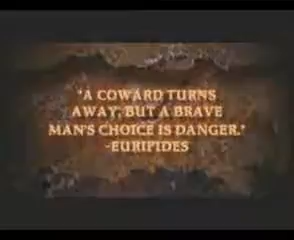 "A COWARD TURNS
AWAY, BUT A BRAVE
MAN'S CHOICE IS DANGER."
-EURIPIDES